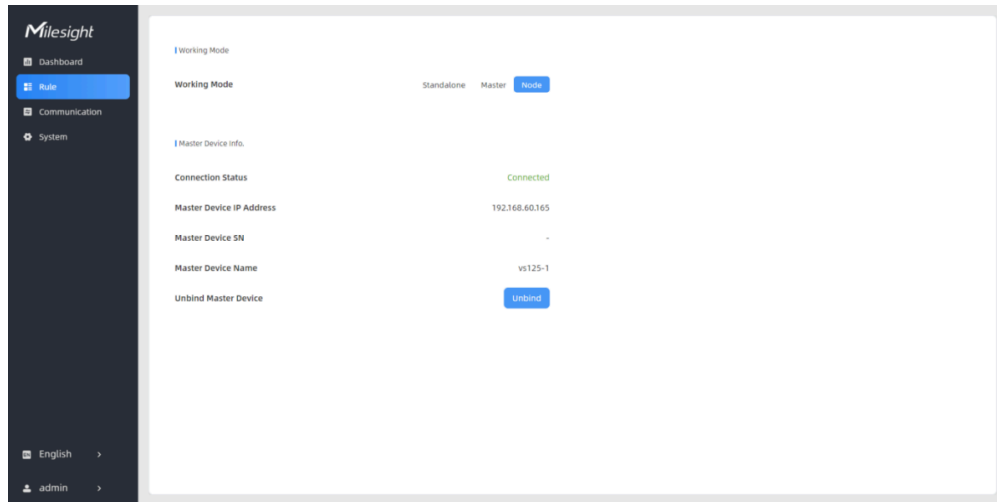 Milesight
Dashboard
Rule
Communication
System
English
admin
Working Mode
Working Mode Standalone Master Node
Master Device Info.
Connection Status Connected
Master Device IP Address 192.168.60.165
Master Device SN -
Master Device Name vs125-1
Unbind Master Device Unbind